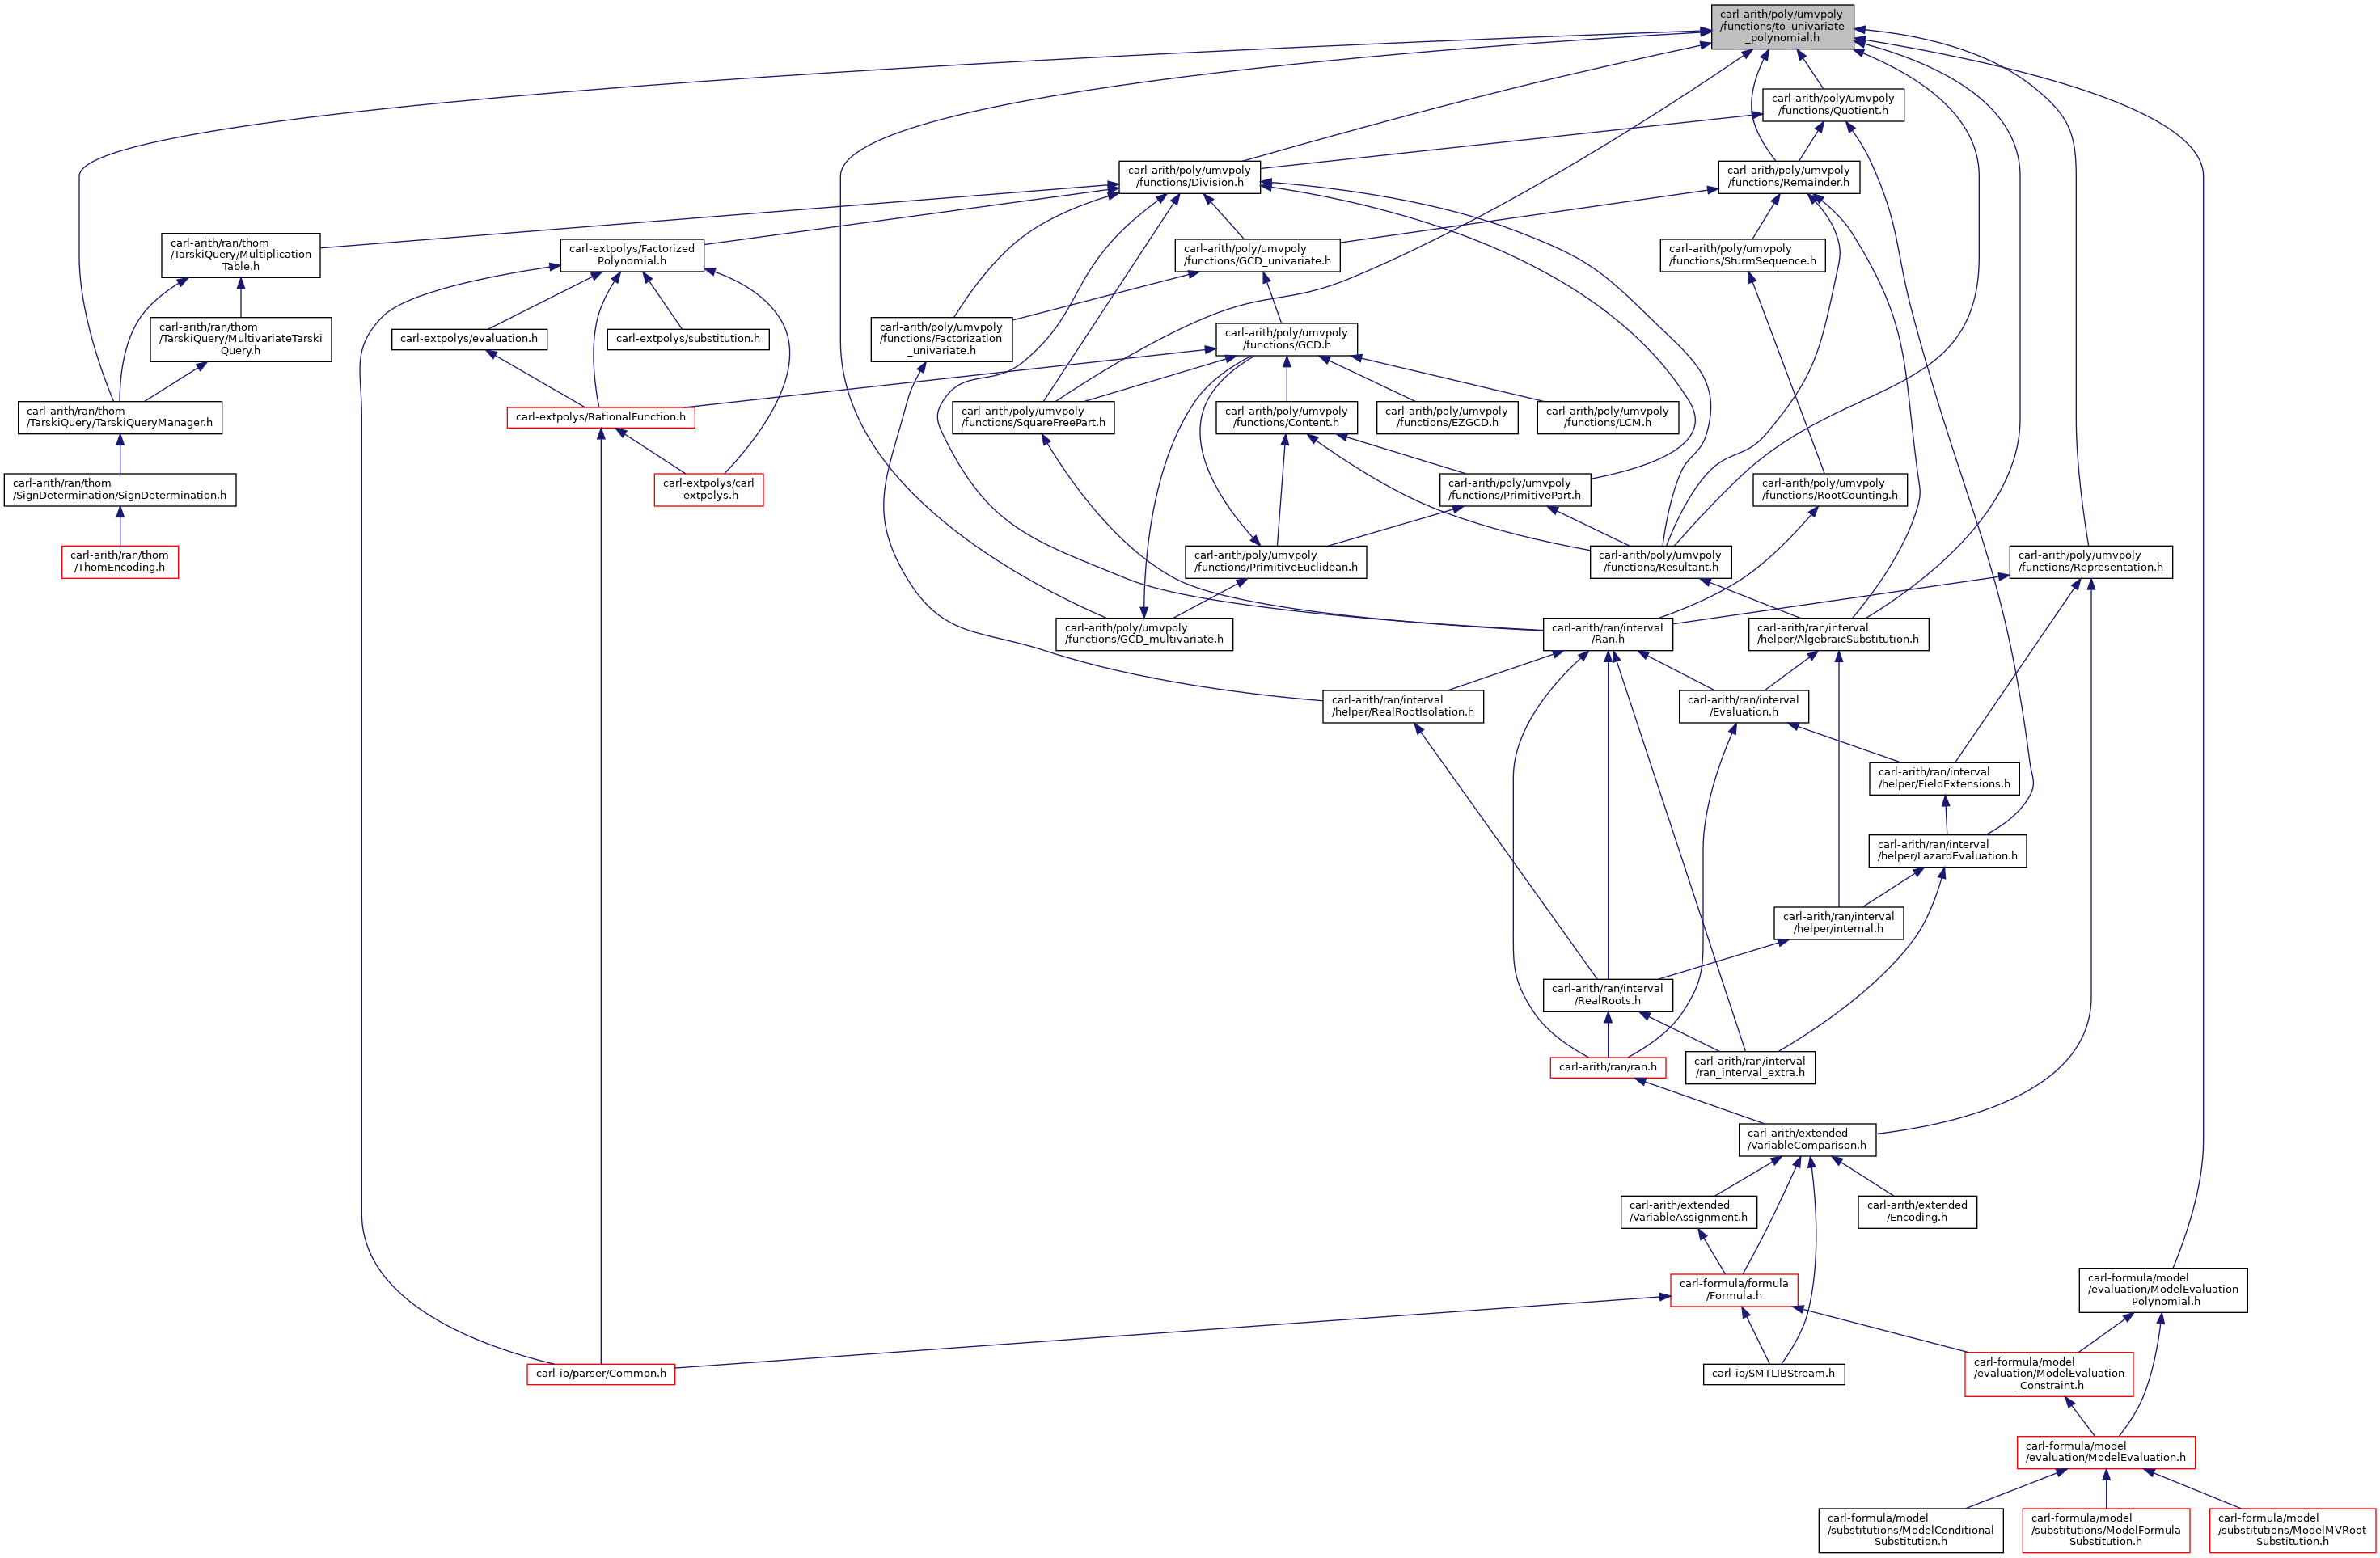 carl-arith/poly/umvpoly
/functions/to_univariate
_polynomial.h
carl-arith/poly/umvpoly
/functions/Quotient.h
carl-arith/poly/umvpoly
/functions/Division.h
carl-arith/poly/umvpoly
/functions/Remainder.h
carl-arith/ran/thom
/TarskiQuery/Multiplication
Table.h
carl-extpolys/Factorized
Polynomial.h
carl-arith/poly/umvpoly
/functions/GCD_univariate.h
carl-arith/poly/umvpoly
/functions/SturmSequence.h
carl-arith/ran/thom
/TarskiQuery/MultivariateTarski
Query.h
carl-extpolys/evaluation.h
carl-extpolys/substitution.h
carl-arith/poly/umvpoly
/functions/Factorization
_univariate.h
carl-arith/poly/umvpoly
/functions/GCD.h
carl-arith/ran/thom
/TarskiQuery/TarskiQueryManager.h
carl-extpolys/RationalFunction.h
carl-arith/poly/umvpoly
/functions/SquareFreePart.h
carl-arith/poly/umvpoly
/functions/Content.h
carl-arith/poly/umvpoly
/functions/EZGCD.h
carl-arith/poly/umvpoly
/functions/LCM.h
carl-arith/ran/thom
/SignDetermination/SignDetermination.h
carl-extpolys/carl
-extpolys.h
carl-arith/poly/umvpoly
/functions/PrimitivePart.h
carl-arith/poly/umvpoly
/functions/RootCounting.h
carl-arith/ran/thom
/ThomEncoding.h
carl-arith/poly/umvpoly
/functions/PrimitiveEuclidean.h
carl-arith/poly/umvpoly
/functions/Resultant.h
carl-arith/poly/umvpoly
/functions/Representation.h
carl-arith/poly/umvpoly
/functions/GCD_multivariate.h
carl-arith/ran/interval
/Ran.h
carl-arith/ran/interval
/helper/AlgebraicSubstitution.h
carl-arith/ran/interval
/helper/RealRootIsolation.h
carl-arith/ran/interval
/Evaluation.h
carl-arith/ran/interval
/helper/FieldExtensions.h
carl-arith/ran/interval
/helper/LazardEvaluation.h
carl-arith/ran/interval
/helper/internal.h
carl-arith/ran/interval
/RealRoots.h
carl-arith/ran/ran.h
carl-arith/ran/interval
/ran_interval_extra.h
carl-arith/extended
/VariableComparison.h
carl-arith/extended
/VariableAssignment.h
carl-arith/extended
/Encoding.h
carl-formula/formula
/Formula.h
carl-formula/model
/evaluation/ModelEvaluation
_Polynomial.h
carl-io/parser/Common.h
carl-io/SMTLIBStream.h
carl-formula/model
/evaluation/ModelEvaluation
_Constraint.h
carl-formula/model
/evaluation/ModelEvaluation.h
carl-formula/model
/substitutions/ModelConditional
Substitution.h
carl-formula/model
/substitutions/ModelFormula
Substitution.h
carl-formula/model
/substitutions/ModelMVRoot
Substitution.h